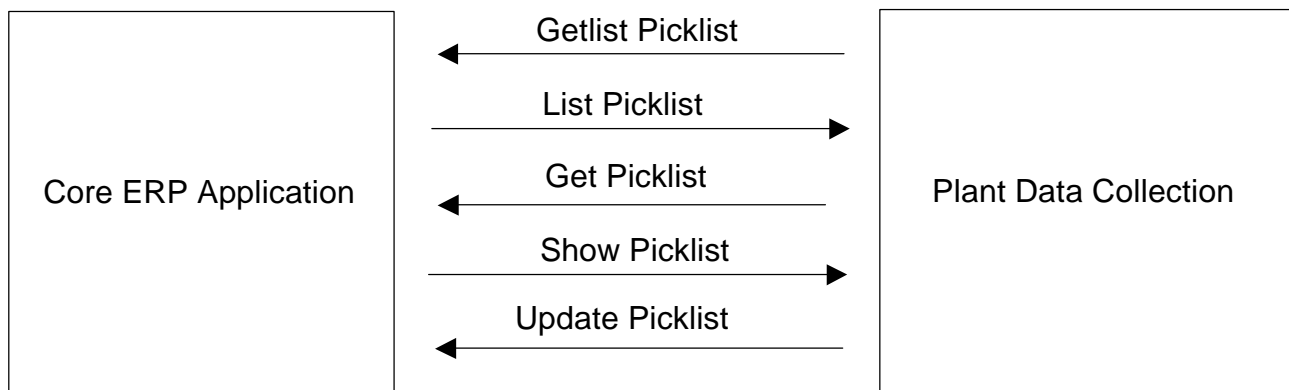 Getlist Picklist
List Picklist
Core ERP Application
Get Picklist
Plant Data Collection
Show Picklist
Update Picklist